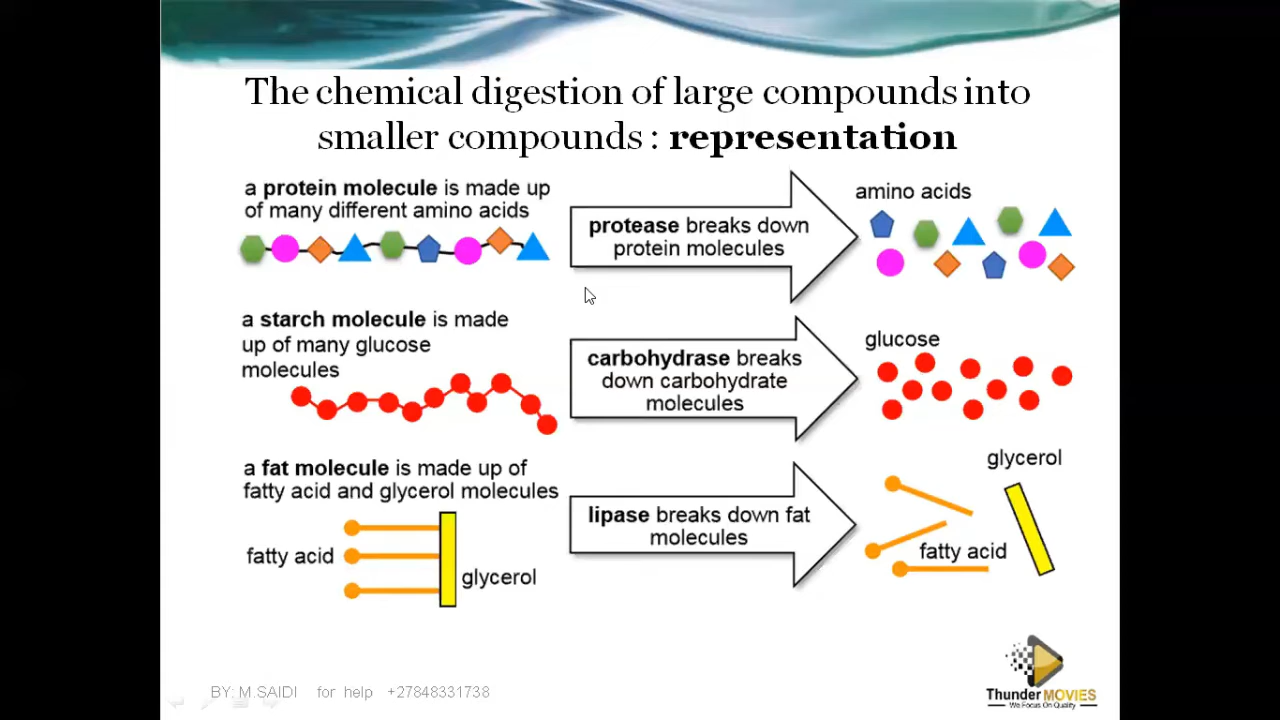 The chemical digestion of large compounds into
smaller compounds : representation
a protein molecule is made up
of many different amino acids
protease breaks down
protein molecules
amino acids
a starch molecule is made
up of many glucose
molecules
carbohydrase breaks
down carbohydrate
molecules
glucose
a fat molecule is made up of
fatty acid and glycerol molecules
fatty acid
glycerol
lipase breaks down fat
molecules
glycerol
fatty acid
BY: M.SAIDI for help +27848331738
Thunder MOVIES
We Focus On Quality